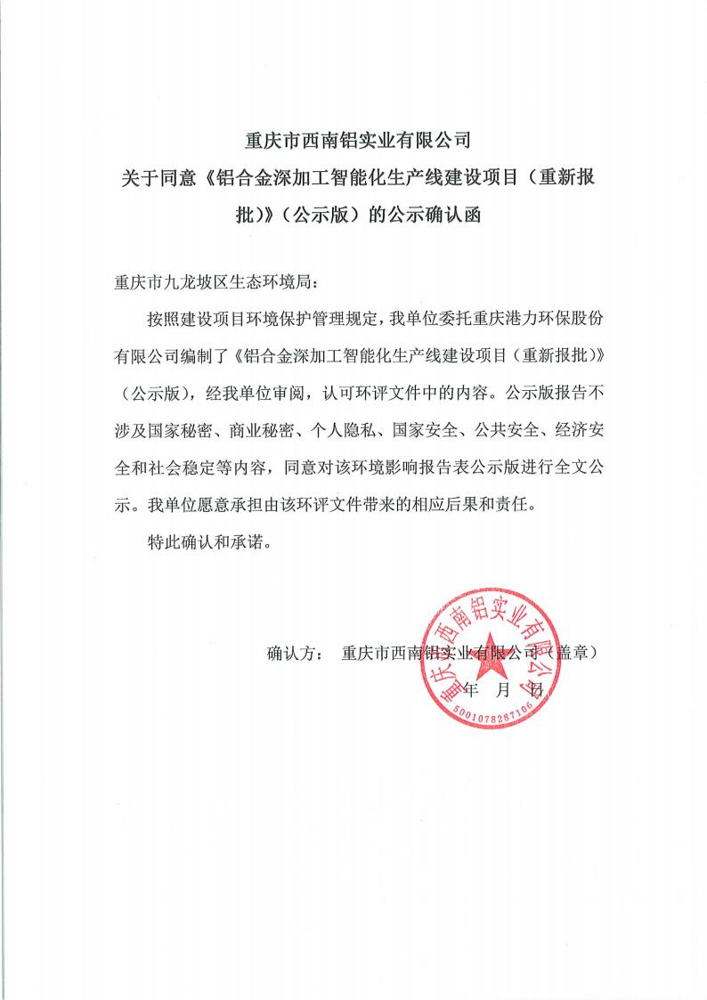 重庆市西南铝实业有限公司
关于同意《铝合金深加工智能化生产线建设项目（重新报
批）》（公示版）的公示确认函
重庆市九龙坡区生态环境局：
按照建设项目环境保护管理规定，我单位委托重庆港力环保股份
有限公司编制了《铝合金深加工智能化生产线建设项目（重新报批）》
（公示版），经我单位审阅，认可环评文件中的内容。公示版报告不
涉及国家秘密、商业秘密、个人隐私、国家安全、公共安全、经济安
全和社会稳定等内容，同意对该环境影响报告表公示版进行全文公
示。我单位愿意承担由该环评文件带来的相应后果和责任。
特此确认和承诺。
确认方： 重庆市西南铝实业有限公司（盖章）
年 月 日
重庆市西南铝实业有限公司
5001078287106